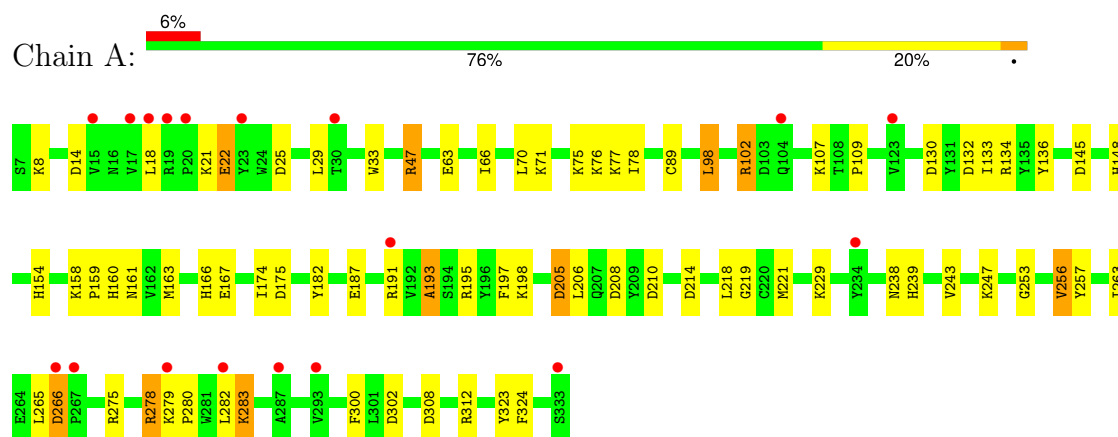 6%
Chain A:
76% 20% •
S7 K8 D14 V15 N16 V17 L18 R19 P20 K21 E22 Y23 W24 D25 L29 T30 W33 R47 E63 I66 L70 K71 K75 K76 K77 I78 C89 L98 R102 D103 Q104 K107 T108 P109 V123 D130 Y131 D132 I133 R134 Y135 Y136 D145 H148
H154 K158 P159 H160 N161 V162 M163 H166 E167 I174 D175 Y182 E187 R191 V192 A193 S194 R195 Y196 F197 K198 D205 L206 Q207 D208 Y209 D210 D214 L218 G219 C220 M221 K229 Y234 N238 H239 V243 K247 G253 V256 Y257 I263
E264 L265 D266 P267 R275 R278 K279 P280 W281 L282 K283 A287 V293 F300 L301 D302 D308 R312 Y323 F324 S333